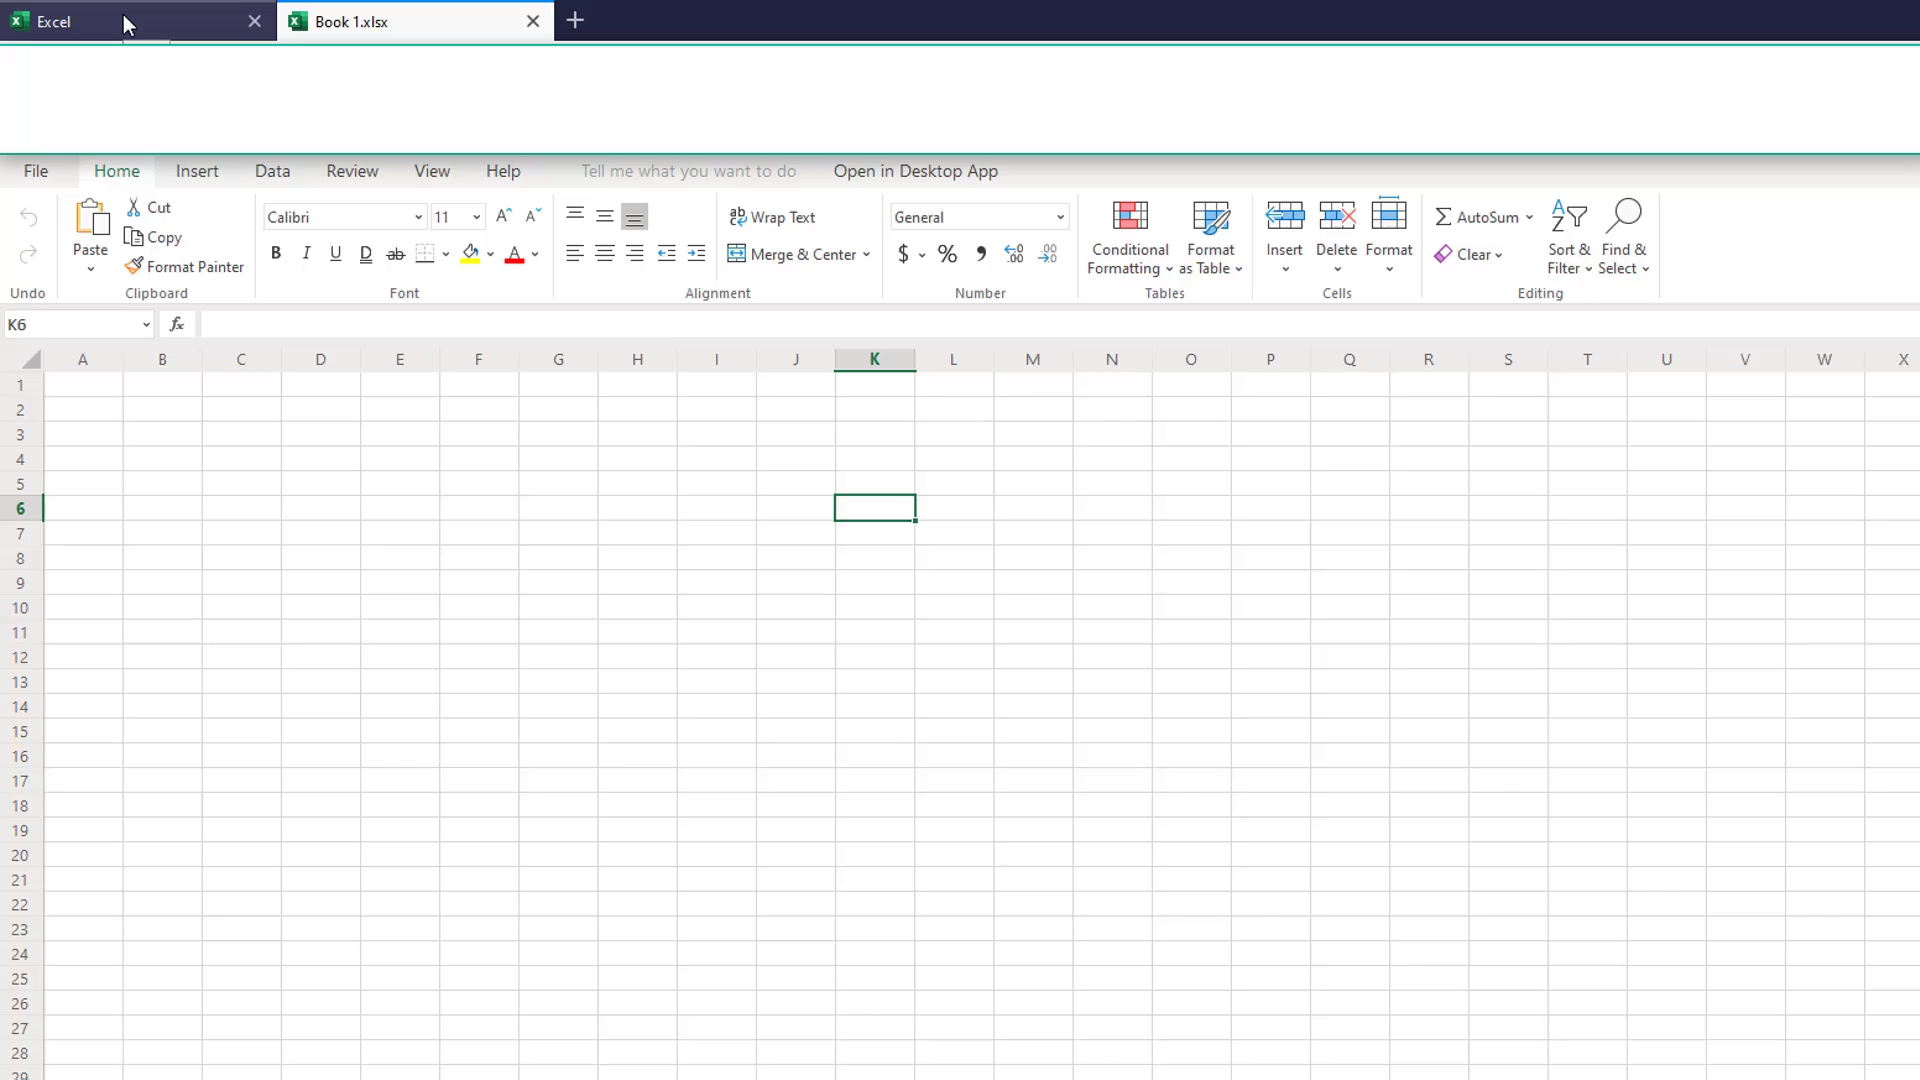 Excel
Book 1.xlsx
File Home Insert Data Review View Help Tell me what you want to do Open in Desktop App
Paste
Cut
Copy
Format Painter
Calibri 11
B I U D ab
Wrap Text
Merge & Center
General
$ % , .00
Conditional Formatting
Format as Table
Insert
Delete
Format
AutoSum
Clear
Sort & Filter
Find & Select
Undo Clipboard Font Alignment Number Tables Cells Editing
K6 fx
A B C D E F G H I J K L M N O P Q R S T U V W X
1
2
3
4
5
6
7
8
9
10
11
12
13
14
15
16
17
18
19
20
21
22
23
24
25
26
27
28
29